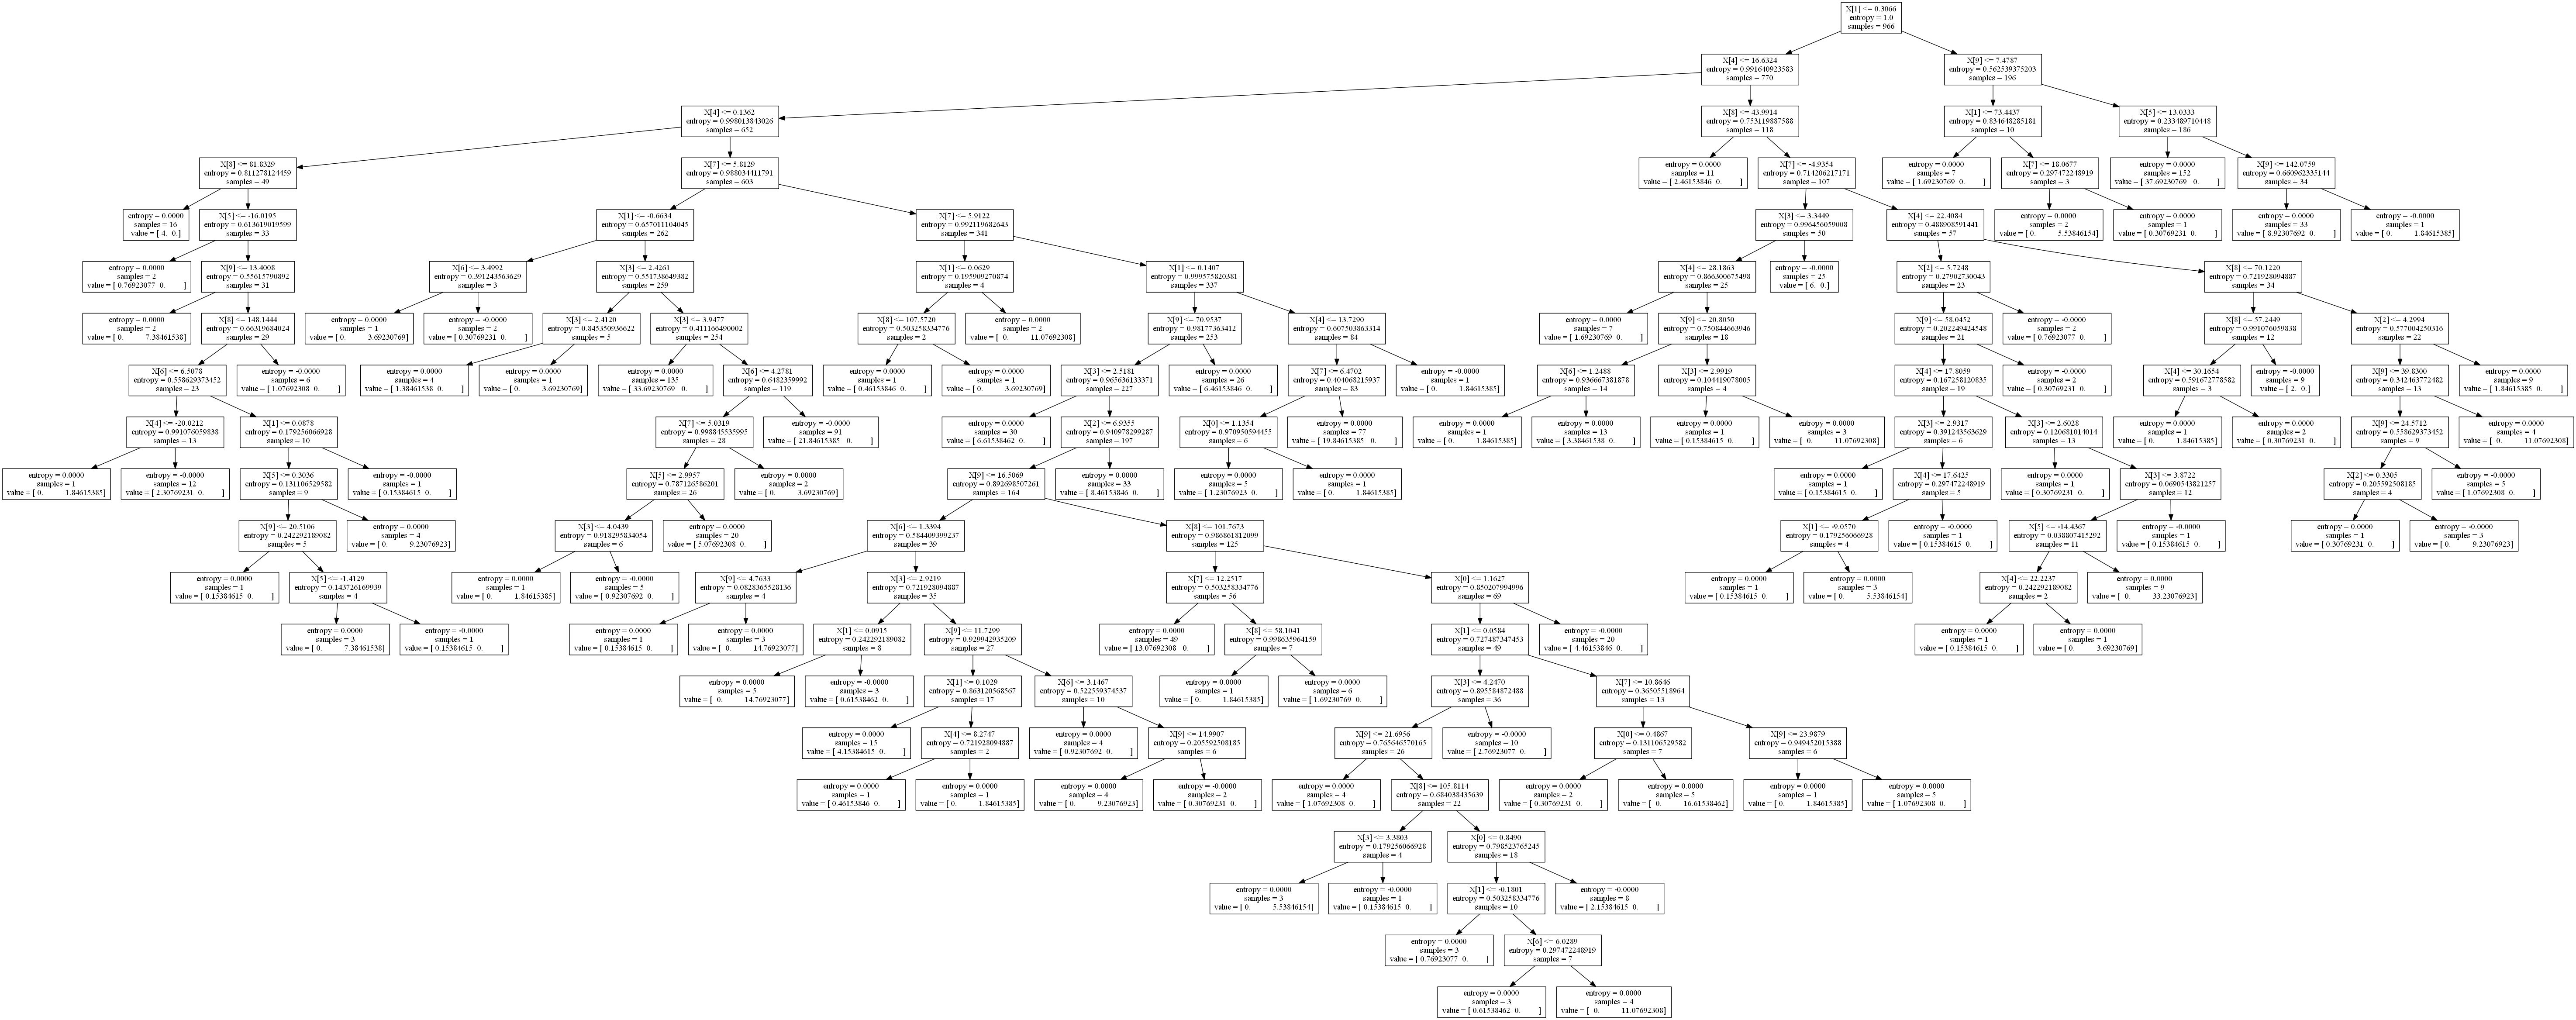 X[1] <= 0.3066
entropy = 1.0
samples = 966
X[4] <= 16.6324
entropy = 0.991640923583
samples = 770
X[9] <= 7.4787
entropy = 0.562539375203
samples = 196
X[4] <= 0.1362
entropy = 0.998013843026
samples = 652
X[8] <= 43.9914
entropy = 0.753119887588
samples = 118
X[1] <= 73.4437
entropy = 0.834648285181
samples = 10
X[5] <= 13.0333
entropy = 0.233489710448
samples = 186
X[8] <= 81.8329
entropy = 0.811278124459
samples = 49
X[7] <= 5.8129
entropy = 0.988034411791
samples = 603
entropy = 0.0000
samples = 11
value = [ 2.46153846 0. ]
X[7] <= -4.9354
entropy = 0.714206217171
samples = 107
entropy = 0.0000
samples = 7
value = [ 1.69230769 0. ]
X[7] <= 18.0677
entropy = 0.297472248919
samples = 3
entropy = 0.0000
samples = 152
value = [ 37.69230769 0. ]
X[9] <= 142.0759
entropy = 0.660962335144
samples = 34
entropy = 0.0000
samples = 16
value = [ 4. 0.]
X[5] <= -16.0195
entropy = 0.613619019599
samples = 33
X[1] <= -0.6634
entropy = 0.657011104045
samples = 262
X[7] <= 5.9122
entropy = 0.992119682643
samples = 341
X[3] <= 3.3449
entropy = 0.996456059008
samples = 50
X[4] <= 22.4084
entropy = 0.488908591441
samples = 57
entropy = 0.0000
samples = 2
value = [ 0. 5.53846154]
entropy = 0.0000
samples = 1
value = [ 0.30769231 0. ]
entropy = 0.0000
samples = 33
value = [ 8.92307692 0. ]
entropy = -0.0000
samples = 1
value = [ 0. 1.84615385]
entropy = 0.0000
samples = 2
value = [ 0.76923077 0. ]
X[9] <= 13.4008
entropy = 0.55615790892
samples = 31
X[6] <= 3.4992
entropy = 0.391243563629
samples = 3
X[3] <= 2.4261
entropy = 0.551738649382
samples = 259
X[1] <= 0.0629
entropy = 0.195909270874
samples = 4
X[1] <= 0.1407
entropy = 0.999575820381
samples = 337
X[4] <= 28.1863
entropy = 0.866300675498
samples = 25
entropy = -0.0000
samples = 25
value = [ 6. 0.]
X[2] <= 5.7248
entropy = 0.27902730043
samples = 23
X[8] <= 70.1220
entropy = 0.721928094887
samples = 34
entropy = 0.0000
samples = 2
value = [ 0. 7.38461538]
X[8] <= 148.1444
entropy = 0.66319684024
samples = 29
entropy = 0.0000
samples = 1
value = [ 0. 3.69230769]
entropy = -0.0000
samples = 2
value = [ 0.30769231 0. ]
X[3] <= 2.4120
entropy = 0.845350936622
samples = 5
X[3] <= 3.9477
entropy = 0.411166490002
samples = 254
X[8] <= 107.5720
entropy = 0.503258334776
samples = 2
entropy = 0.0000
samples = 2
value = [ 0. 11.07692308]
X[9] <= 70.9537
entropy = 0.98177363412
samples = 253
X[4] <= 13.7290
entropy = 0.607503863314
samples = 84
entropy = 0.0000
samples = 7
value = [ 1.69230769 0. ]
X[9] <= 20.8050
entropy = 0.750844663946
samples = 18
X[9] <= 58.0452
entropy = 0.202249424548
samples = 21
entropy = -0.0000
samples = 2
value = [ 0.76923077 0. ]
X[8] <= 57.2449
entropy = 0.991076059838
samples = 12
X[2] <= 4.2994
entropy = 0.577004250316
samples = 22
X[6] <= 6.5078
entropy = 0.558629373452
samples = 23
entropy = -0.0000
samples = 6
value = [ 1.07692308 0. ]
entropy = 0.0000
samples = 4
value = [ 1.38461538 0. ]
entropy = 0.0000
samples = 1
value = [ 0. 3.69230769]
entropy = 0.0000
samples = 135
value = [ 33.69230769 0. ]
X[6] <= 4.2781
entropy = 0.6482359992
samples = 119
entropy = 0.0000
samples = 1
value = [ 0.46153846 0. ]
entropy = 0.0000
samples = 1
value = [ 0. 3.69230769]
X[3] <= 2.5181
entropy = 0.965636133371
samples = 227
entropy = 0.0000
samples = 26
value = [ 6.46153846 0. ]
X[7] <= 6.4702
entropy = 0.404068215937
samples = 83
entropy = -0.0000
samples = 1
value = [ 0. 1.84615385]
X[6] <= 1.2488
entropy = 0.936667381878
samples = 14
X[3] <= 2.9919
entropy = 0.104419078005
samples = 4
X[4] <= 17.8059
entropy = 0.167258120835
samples = 19
entropy = -0.0000
samples = 2
value = [ 0.30769231 0. ]
X[4] <= 30.1654
entropy = 0.591672778582
samples = 3
entropy = -0.0000
samples = 9
value = [ 2. 0.]
X[9] <= 39.8300
entropy = 0.342463772482
samples = 13
entropy = 0.0000
samples = 9
value = [ 1.84615385 0. ]
X[4] <= -20.0212
entropy = 0.991076059838
samples = 13
X[1] <= 0.0878
entropy = 0.179256066928
samples = 10
X[7] <= 5.0319
entropy = 0.998845535995
samples = 28
entropy = -0.0000
samples = 91
value = [ 21.84615385 0. ]
entropy = 0.0000
samples = 30
value = [ 6.61538462 0. ]
X[2] <= 6.9355
entropy = 0.940978299287
samples = 197
X[0] <= 1.1354
entropy = 0.970950594455
samples = 6
entropy = 0.0000
samples = 77
value = [ 19.84615385 0. ]
entropy = 0.0000
samples = 1
value = [ 0. 1.84615385]
entropy = 0.0000
samples = 13
value = [ 3.38461538 0. ]
entropy = 0.0000
samples = 1
value = [ 0.15384615 0. ]
entropy = 0.0000
samples = 3
value = [ 0. 11.07692308]
X[3] <= 2.9317
entropy = 0.391243563629
samples = 6
X[3] <= 2.6028
entropy = 0.120681014014
samples = 13
entropy = 0.0000
samples = 1
value = [ 0. 1.84615385]
entropy = 0.0000
samples = 2
value = [ 0.30769231 0. ]
X[9] <= 24.5712
entropy = 0.558629373452
samples = 9
entropy = 0.0000
samples = 4
value = [ 0. 11.07692308]
entropy = 0.0000
samples = 1
value = [ 0. 1.84615385]
entropy = -0.0000
samples = 12
value = [ 2.30769231 0. ]
X[5] <= 0.3036
entropy = 0.131106529582
samples = 9
entropy = -0.0000
samples = 1
value = [ 0.15384615 0. ]
X[5] <= 2.9957
entropy = 0.787126586201
samples = 26
entropy = 0.0000
samples = 2
value = [ 0. 3.69230769]
X[9] <= 16.5069
entropy = 0.892698507261
samples = 164
entropy = 0.0000
samples = 33
value = [ 8.46153846 0. ]
entropy = 0.0000
samples = 5
value = [ 1.23076923 0. ]
entropy = 0.0000
samples = 1
value = [ 0. 1.84615385]
entropy = 0.0000
samples = 1
value = [ 0.15384615 0. ]
X[4] <= 17.6425
entropy = 0.297472248919
samples = 5
entropy = 0.0000
samples = 1
value = [ 0.30769231 0. ]
X[3] <= 3.8722
entropy = 0.0690543821257
samples = 12
X[2] <= 0.3305
entropy = 0.205592508185
samples = 4
entropy = -0.0000
samples = 5
value = [ 1.07692308 0. ]
X[9] <= 20.5106
entropy = 0.242292189082
samples = 5
entropy = 0.0000
samples = 4
value = [ 0. 9.23076923]
X[3] <= 4.0439
entropy = 0.918295834054
samples = 6
entropy = 0.0000
samples = 20
value = [ 5.07692308 0. ]
X[6] <= 1.3394
entropy = 0.584409399237
samples = 39
X[8] <= 101.7673
entropy = 0.986861812099
samples = 125
X[1] <= -9.0570
entropy = 0.179256066928
samples = 4
entropy = -0.0000
samples = 1
value = [ 0.15384615 0. ]
X[5] <= -14.4367
entropy = 0.038807415292
samples = 11
entropy = -0.0000
samples = 1
value = [ 0.15384615 0. ]
entropy = 0.0000
samples = 1
value = [ 0.30769231 0. ]
entropy = -0.0000
samples = 3
value = [ 0. 9.23076923]
entropy = 0.0000
samples = 1
value = [ 0.15384615 0. ]
X[5] <= -1.4129
entropy = 0.143726169939
samples = 4
entropy = 0.0000
samples = 1
value = [ 0. 1.84615385]
entropy = -0.0000
samples = 5
value = [ 0.92307692 0. ]
X[9] <= 4.7633
entropy = 0.0828365528136
samples = 4
X[3] <= 2.9219
entropy = 0.721928094887
samples = 35
X[7] <= 12.2517
entropy = 0.503258334776
samples = 56
X[0] <= 1.1627
entropy = 0.850207994996
samples = 69
entropy = 0.0000
samples = 1
value = [ 0.15384615 0. ]
entropy = 0.0000
samples = 3
value = [ 0. 5.53846154]
X[4] <= 22.2237
entropy = 0.242292189082
samples = 2
entropy = 0.0000
samples = 9
value = [ 0. 33.23076923]
entropy = 0.0000
samples = 3
value = [ 0. 7.38461538]
entropy = -0.0000
samples = 1
value = [ 0.15384615 0. ]
entropy = 0.0000
samples = 1
value = [ 0.15384615 0. ]
entropy = 0.0000
samples = 3
value = [ 0. 14.76923077]
X[1] <= 0.0915
entropy = 0.242292189082
samples = 8
X[9] <= 11.7299
entropy = 0.929942935209
samples = 27
entropy = 0.0000
samples = 49
value = [ 13.07692308 0. ]
X[8] <= 58.1041
entropy = 0.998635964159
samples = 7
X[1] <= 0.0584
entropy = 0.727487347453
samples = 49
entropy = -0.0000
samples = 20
value = [ 4.46153846 0. ]
entropy = 0.0000
samples = 1
value = [ 0.15384615 0. ]
entropy = 0.0000
samples = 1
value = [ 0. 3.69230769]
entropy = 0.0000
samples = 5
value = [ 0. 14.76923077]
entropy = -0.0000
samples = 3
value = [ 0.61538462 0. ]
X[1] <= 0.1029
entropy = 0.863120568567
samples = 17
X[6] <= 3.1467
entropy = 0.522559374537
samples = 10
entropy = 0.0000
samples = 1
value = [ 0. 1.84615385]
entropy = 0.0000
samples = 6
value = [ 1.69230769 0. ]
X[3] <= 4.2470
entropy = 0.895584872488
samples = 36
X[7] <= 10.8646
entropy = 0.36505518964
samples = 13
entropy = 0.0000
samples = 15
value = [ 4.15384615 0. ]
X[4] <= 8.2747
entropy = 0.721928094887
samples = 2
entropy = 0.0000
samples = 4
value = [ 0.92307692 0. ]
X[9] <= 14.9907
entropy = 0.205592508185
samples = 6
X[9] <= 21.6956
entropy = 0.765646570165
samples = 26
entropy = -0.0000
samples = 10
value = [ 2.76923077 0. ]
X[0] <= 0.4867
entropy = 0.131106529582
samples = 7
X[9] <= 23.9879
entropy = 0.949452015388
samples = 6
entropy = 0.0000
samples = 1
value = [ 0.46153846 0. ]
entropy = 0.0000
samples = 1
value = [ 0. 1.84615385]
entropy = 0.0000
samples = 4
value = [ 0. 9.23076923]
entropy = -0.0000
samples = 2
value = [ 0.30769231 0. ]
entropy = 0.0000
samples = 4
value = [ 1.07692308 0. ]
X[8] <= 105.8114
entropy = 0.684038435639
samples = 22
entropy = 0.0000
samples = 2
value = [ 0.30769231 0. ]
entropy = 0.0000
samples = 5
value = [ 0. 16.61538462]
entropy = 0.0000
samples = 1
value = [ 0. 1.84615385]
entropy = 0.0000
samples = 5
value = [ 1.07692308 0. ]
X[3] <= 3.3803
entropy = 0.179256066928
samples = 4
X[0] <= 0.8490
entropy = 0.798523765245
samples = 18
entropy = 0.0000
samples = 3
value = [ 0. 5.53846154]
entropy = -0.0000
samples = 1
value = [ 0.15384615 0. ]
X[1] <= -0.1801
entropy = 0.503258334776
samples = 10
entropy = -0.0000
samples = 8
value = [ 2.15384615 0. ]
entropy = 0.0000
samples = 3
value = [ 0.76923077 0. ]
X[6] <= 6.0289
entropy = 0.297472248919
samples = 7
entropy = 0.0000
samples = 3
value = [ 0.61538462 0. ]
entropy = 0.0000
samples = 4
value = [ 0. 11.07692308]